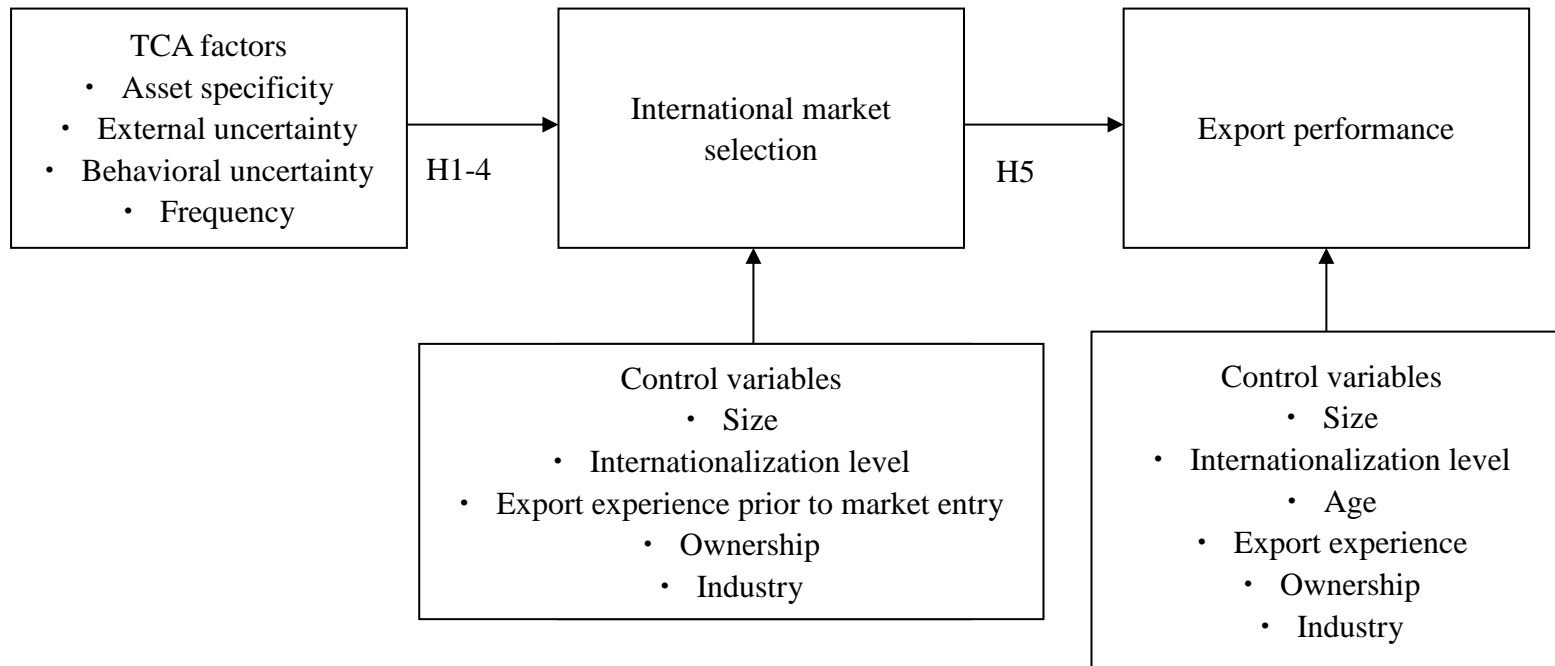 TCA factors
・ Asset specificity
・ External uncertainty
・ Behavioral uncertainty
・ Frequency
H1-4
International market
selection
H5
Export performance
Control variables
・ Size
・ Internationalization level
・ Export experience prior to market entry
・ Ownership
・ Industry
Control variables
・ Size
・ Internationalization level
・ Age
・ Export experience
・ Ownership
・ Industry